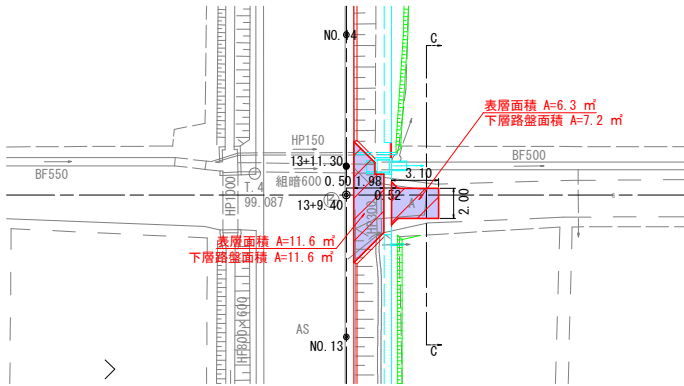 NO. 14
C
表層面積 A=6.3 ㎡
下層路盤面積 A=7.2 ㎡
HP150
BF500
13+11.30
BF550
3.10
組暗600
0.50
1.98
T.4
99.087
0.52
A
2.00
HP1000
13+9.40
表層面積 A=11.6 ㎡
下層路盤面積 A=11.6 ㎡
AS
HF800×600
NO.13
C